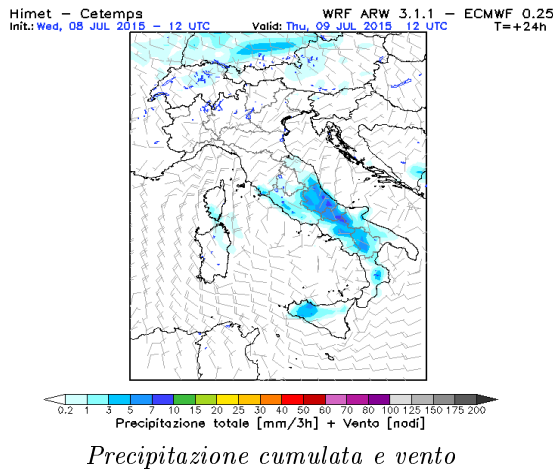 Himet – Cetemps WRF ARW 3.1.1 – ECMWF 0.25
Init.: Wed, 08 JUL 2015 – 12 UTC Valid: Thu, 09 JUL 2015 12 UTC T=+24h
0.2 1 3 5 7 10 15 20 25 30 40 50 60 70 80 100 125 150 175 200
Precipitazione totale [mm/3h] + Vento [nodi]
Precipitazione cumulata e vento